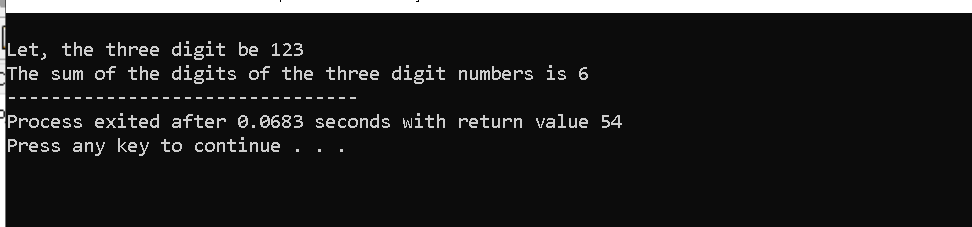 Let, the three digit be 123
The sum of the digits of the three digit numbers is 6
--------------------------------
Process exited after 0.0683 seconds with return value 54
Press any key to continue . . .